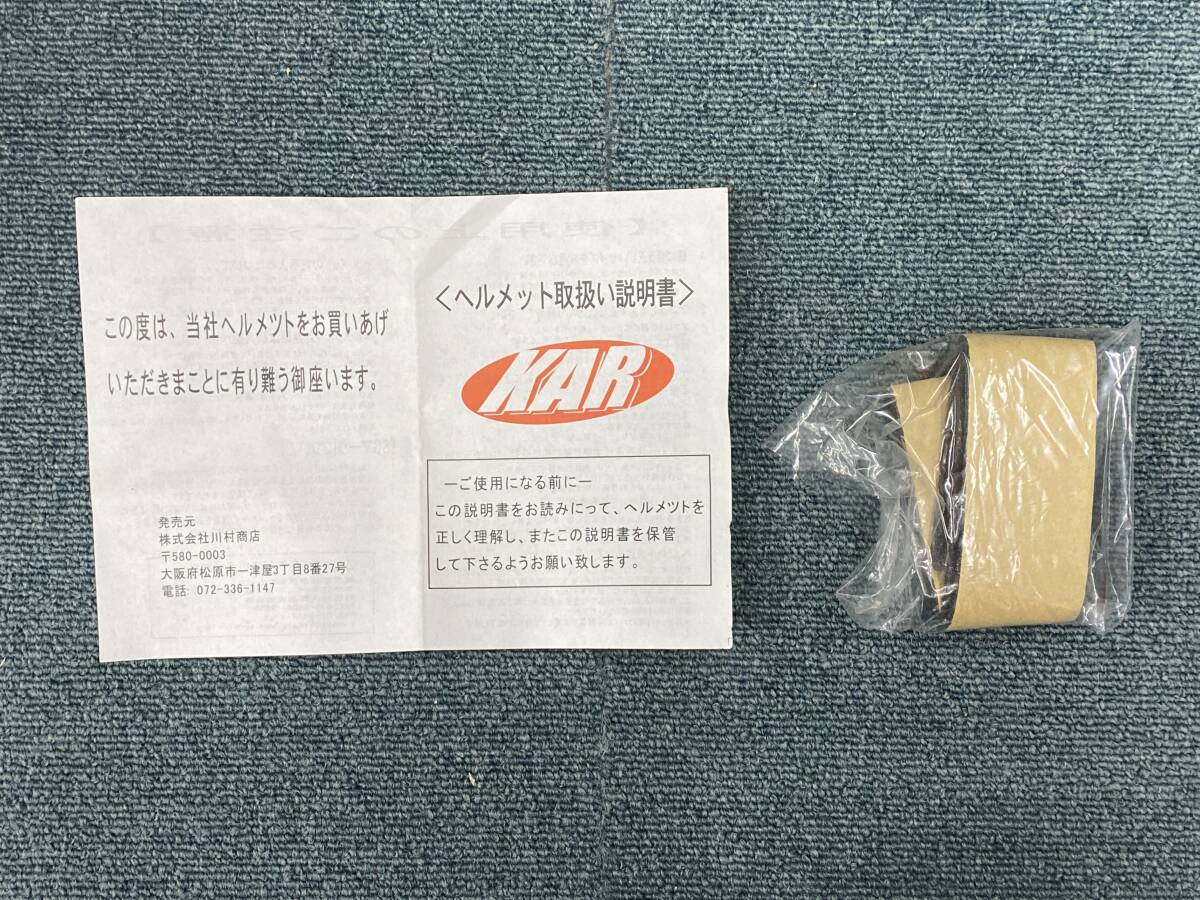 この度は、当社ヘルメツトをお買いあげ
いただきまことに有り難う御座います。
発売元
株式会社川村商店
〒580-0003
大阪府松原市一津屋3丁目8番27号
電話: 072-336-1147
<ヘルメット取扱い説明書>
KAR
―ご使用になる前に―
この説明書をお読みにって、ヘルメツトを
正しく理解し、またこの説明書を保管
して下さるようお願い致します。